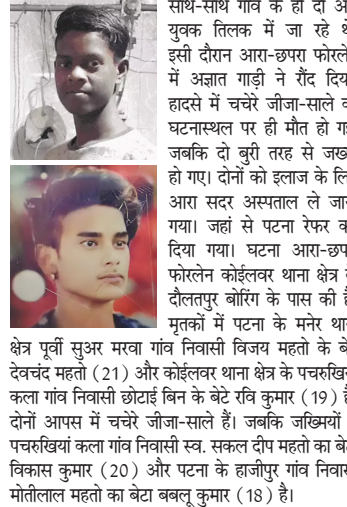 साथ-साथ गांव के ही दो अ
युवक तिलक में जा रहे थे
इसी दौरान आरा-छपरा फोरले
में अज्ञात गाड़ी ने रौंद दिय
हादसे में चचेरे जीजा-साले क
घटनास्थल पर ही मौत हो गई
जबकि दो बुरी तरह से जख्
हो गए। दोनों को इलाज के लि
आरा सदर अस्पताल ले जा
गया। जहां से पटना रेफर क
दिया गया। घटना आरा-छप
फोरलेन कोईलवर थाना क्षेत्र
दौलतपुर बोरिंग के पास की है
मृतकों में पटना के मनेर था
क्षेत्र पूर्वी सुअर मरवा गांव निवासी विजय महतो के बे
देवचंद महतो (21) और कोईलवर थाना क्षेत्र के पचरुखिय
कला गांव निवासी छोटाई बिन के बेटे रवि कुमार (19) है
दोनों आपस में चचेरे जीजा-साले हैं। जबकि जख्मियों
पचरुखियां कला गांव निवासी स्व. सकल दीप महतो का बे
विकास कुमार (20) और पटना के हाजीपुर गांव निवास
मोतीलाल महतो का बेटा बबलू कुमार (18) है।